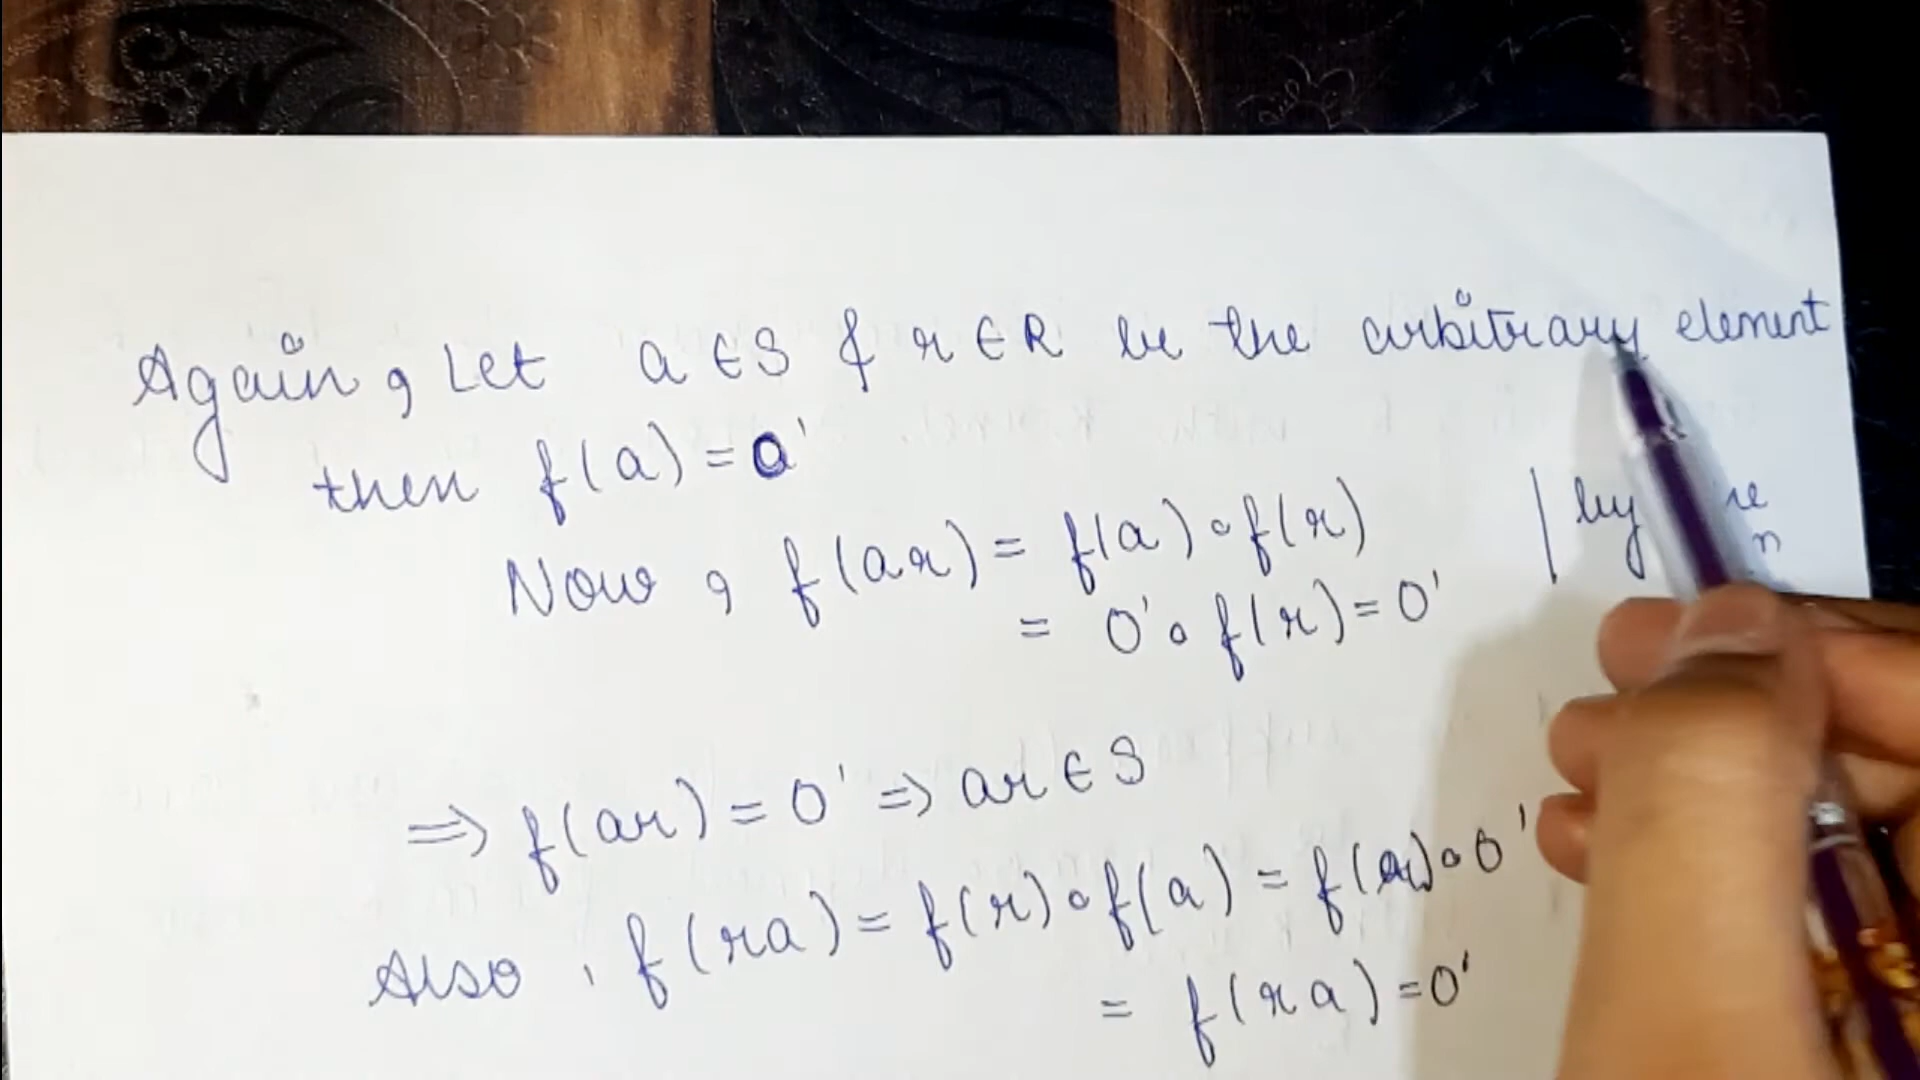 Again, Let a ∈ S & r ∈ R be the arbitrary element
then f(a) = 0'
Now, f(ar) = f(a)∘f(r) | by
= 0'∘f(r) = 0'
⇒ f(ar) = 0' ⇒ ar ∈ S
Also, f(ra) = f(r)∘f(a) = f(r)∘0'
= f(ra) = 0'